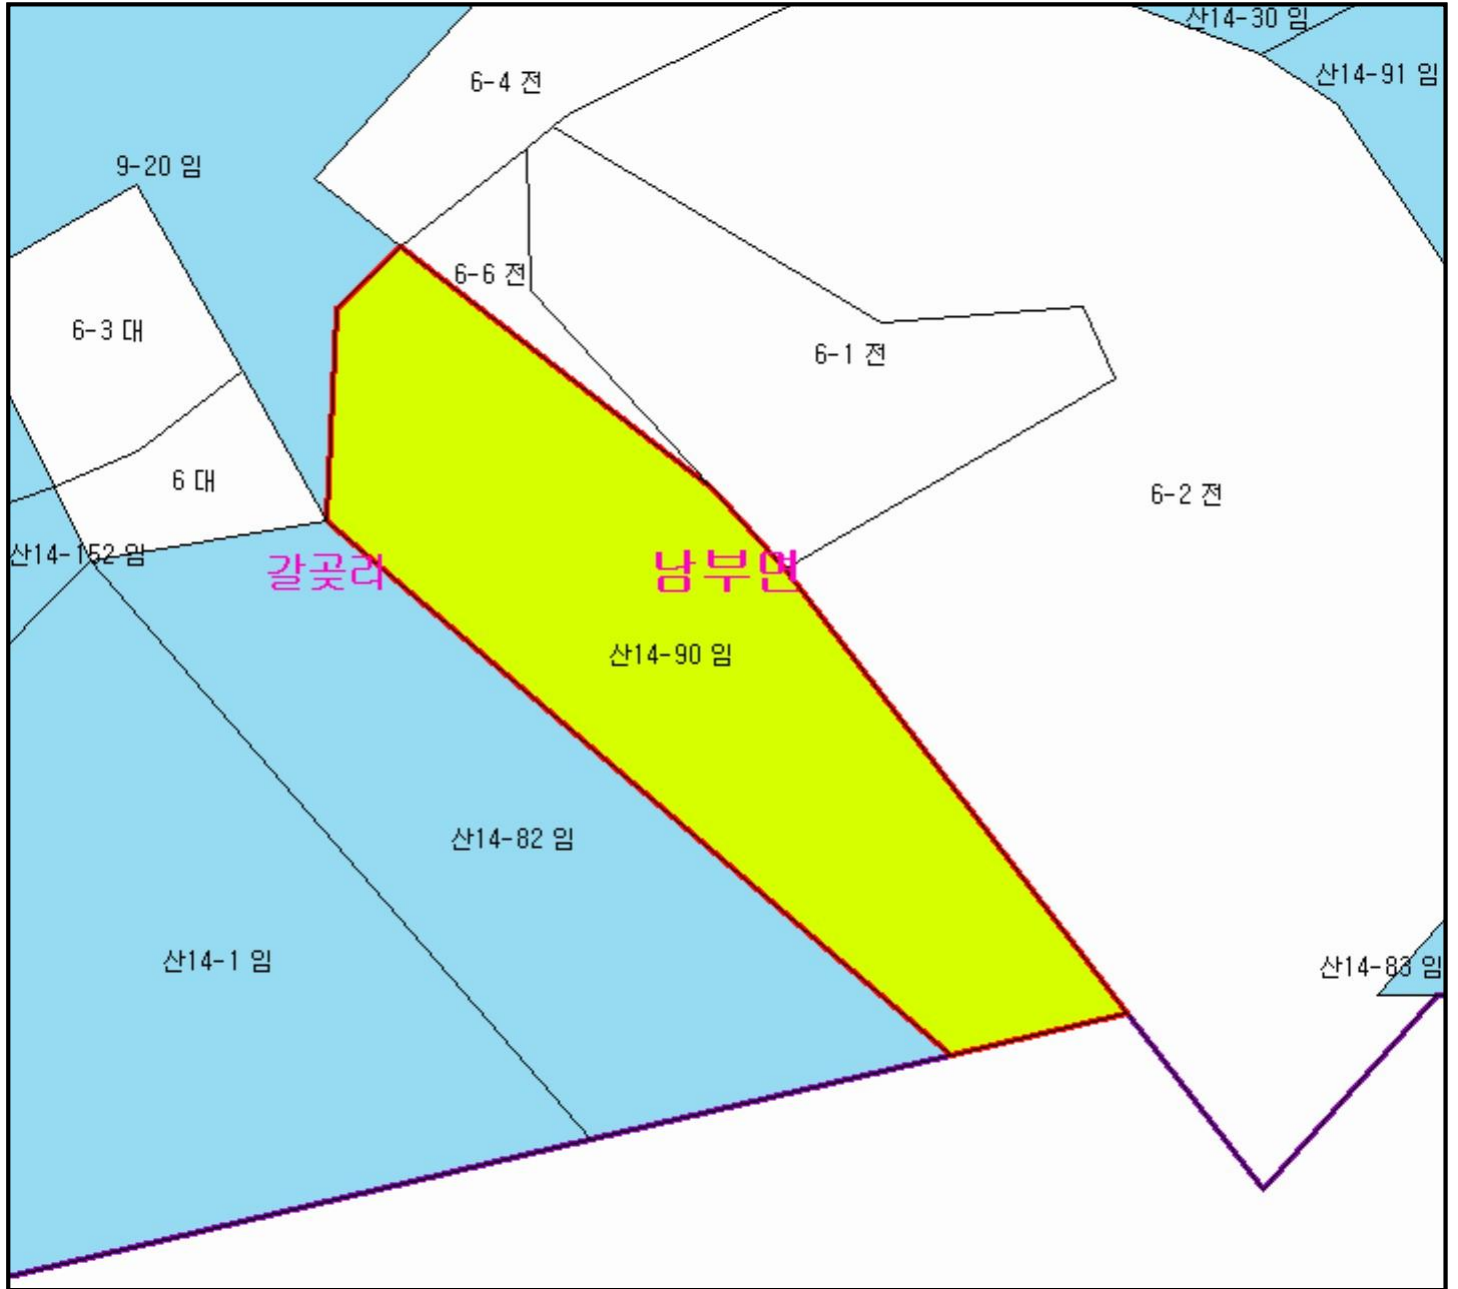 산14-30 임
산14-91 임
6-4 전
9-20 임
6-6 전
6-3 대
6-1 전
6 대
6-2 전
산14-152 임
갈곶리
남부면
산14-90 임
산14-82 임
산14-1 임
산14-83 임